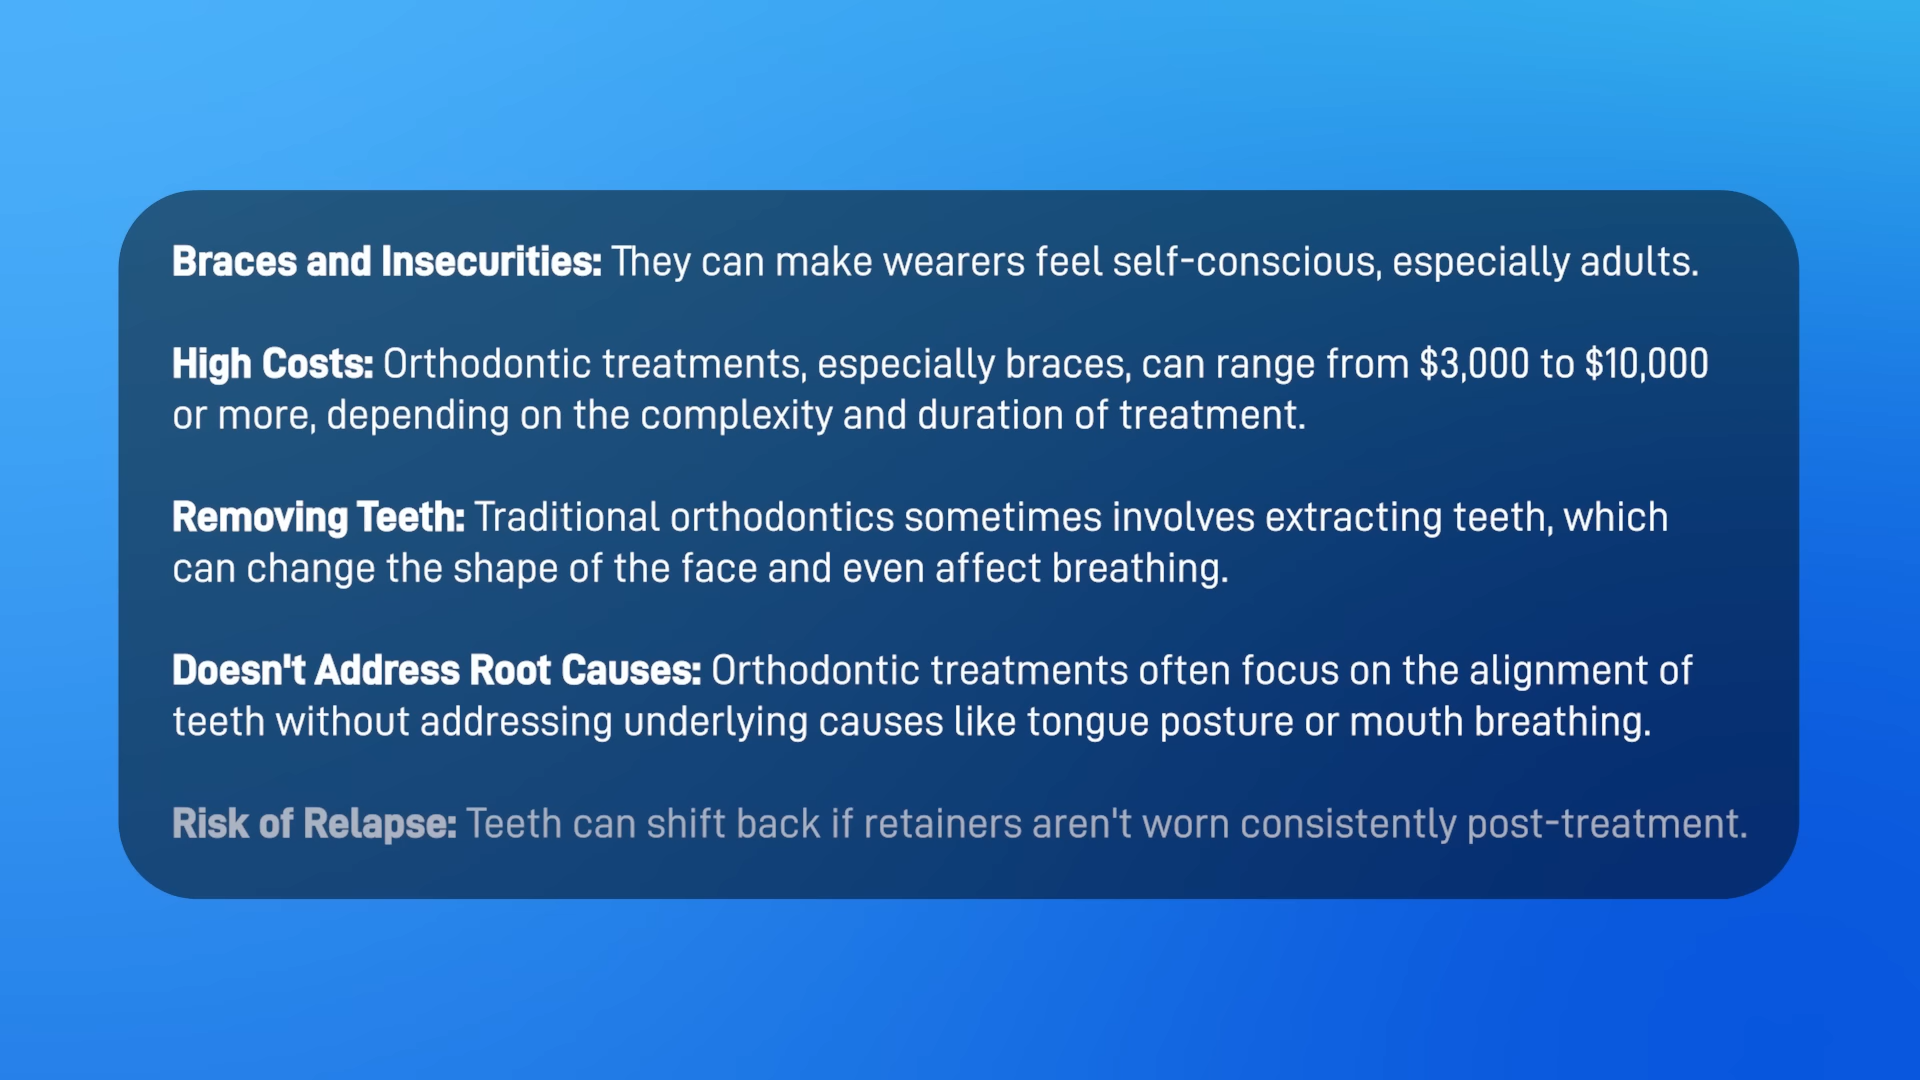 Braces and Insecurities: They can make wearers feel self-conscious, especially adults.
High Costs: Orthodontic treatments, especially braces, can range from $3,000 to $10,000
or more, depending on the complexity and duration of treatment.
Removing Teeth: Traditional orthodontics sometimes involves extracting teeth, which
can change the shape of the face and even affect breathing.
Doesn't Address Root Causes: Orthodontic treatments often focus on the alignment of
teeth without addressing underlying causes like tongue posture or mouth breathing.
Risk of Relapse: Teeth can shift back if retainers aren't worn consistently post-treatment.